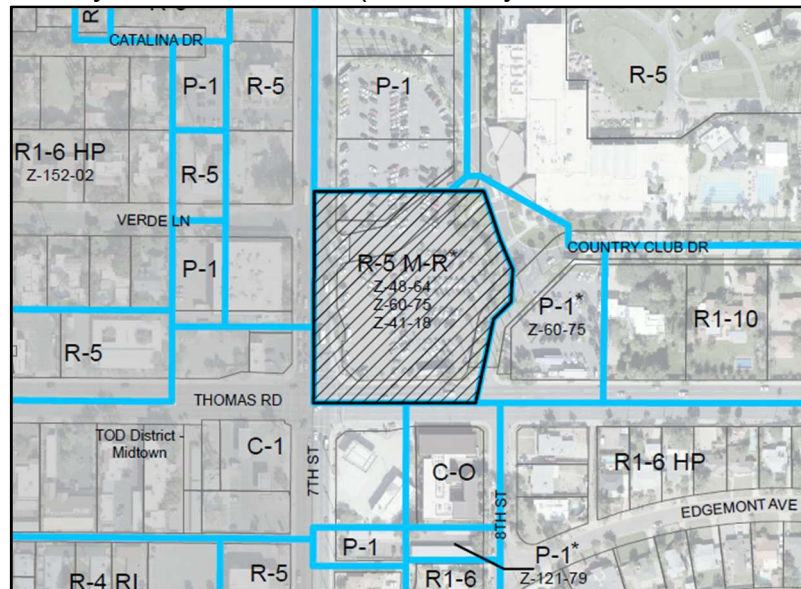 CATALINA DR
P-1
R-5
P-1
R-5
R1-6 HP
Z-152-02
R-5
VERDE LN
P-1
R-5 M-R*
Z-48-64
Z-60-75
Z-41-18
COUNTRY CLUB DR
P-1*
Z-60-75
R1-10
R-5
THOMAS RD
TOD District -
Midtown
C-1
7TH ST
C-O
8TH ST
R1-6 HP
EDGEMONT AVE
P-1
P-1*
Z-121-79
R-4 RI
R-5
R1-6